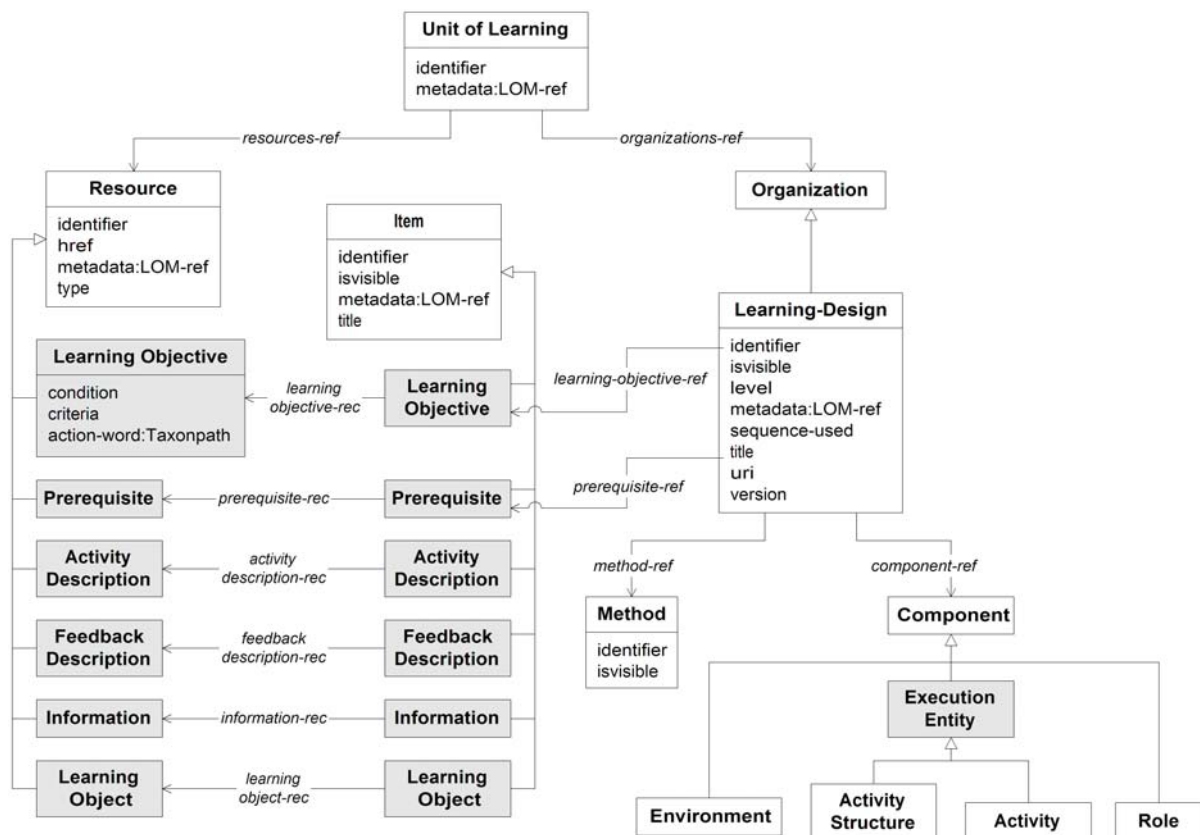 Unit of Learning
identifier
metadata:LOM-ref
resources-ref
organizations-ref
Resource
identifier
href
metadata:LOM-ref
type
Organization
Item
identifier
isvisible
metadata:LOM-ref
title
Learning-Design
identifier
isvisible
level
metadata:LOM-ref
sequence-used
title
uri
version
Learning Objective
condition
criteria
action-word:Taxonpath
learning
objective-rec
Learning
Objective
learning-objective-ref
Prerequisite
prerequisite-rec
Prerequisite
prerequisite-ref
Activity
Description
activity
description-rec
Activity
Description
method-ref
component-ref
Method
identifier
isvisible
Component
Feedback
Description
feedback
description-rec
Feedback
Description
Execution
Entity
Information
information-rec
Information
Learning
Object
learning
object-rec
Learning
Object
Environment
Activity
Structure
Activity
Role